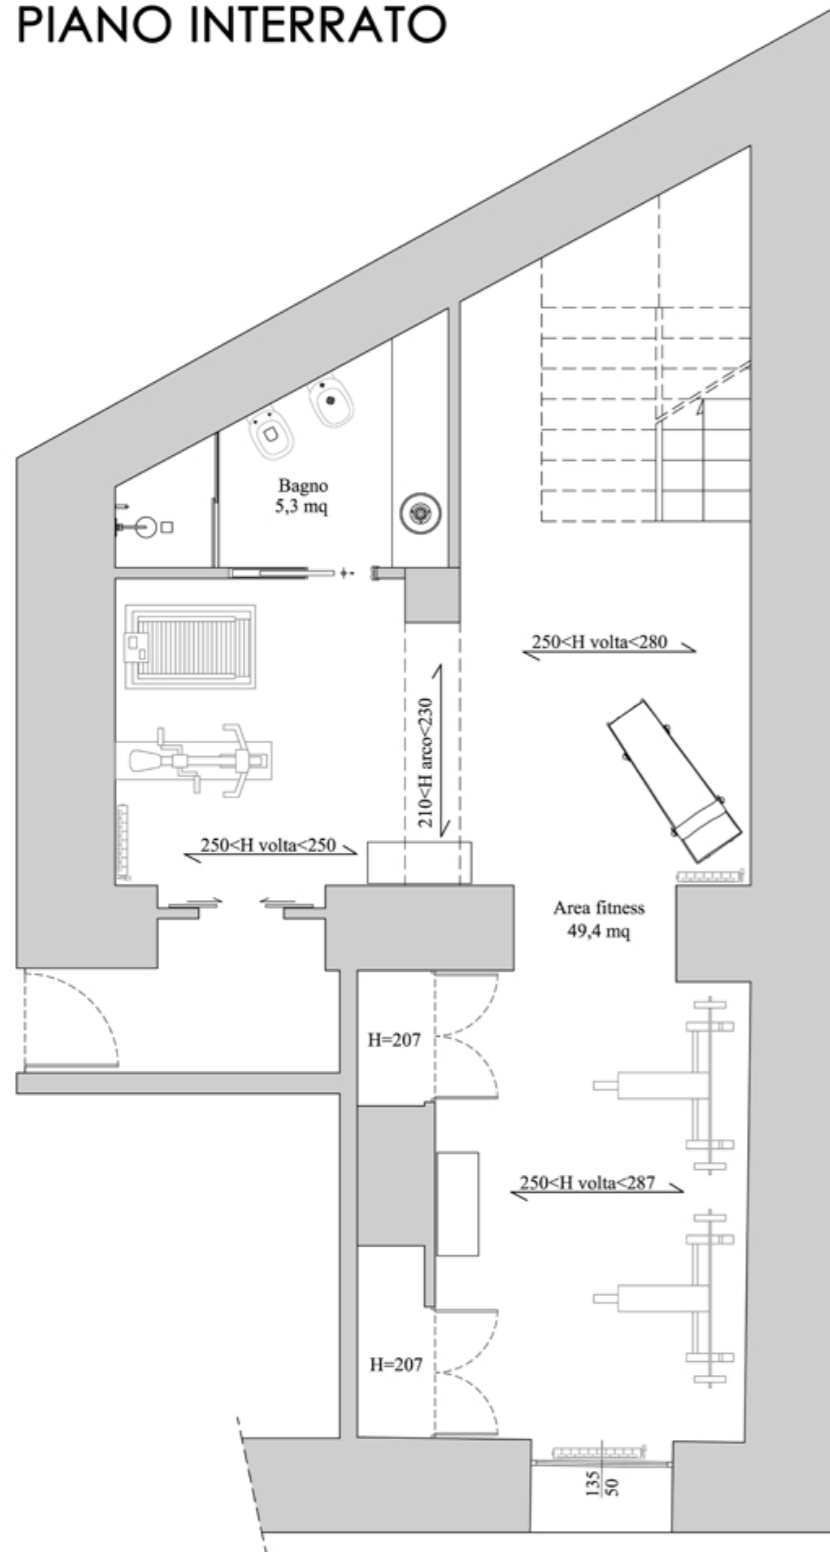 PIANO INTERRATO
Bagno
5,3 mq
250<H volta<280
210<H arco<230
250<H volta<250
Area fitness
49,4 mq
H=207
250<H volta<287
H=207
135
50